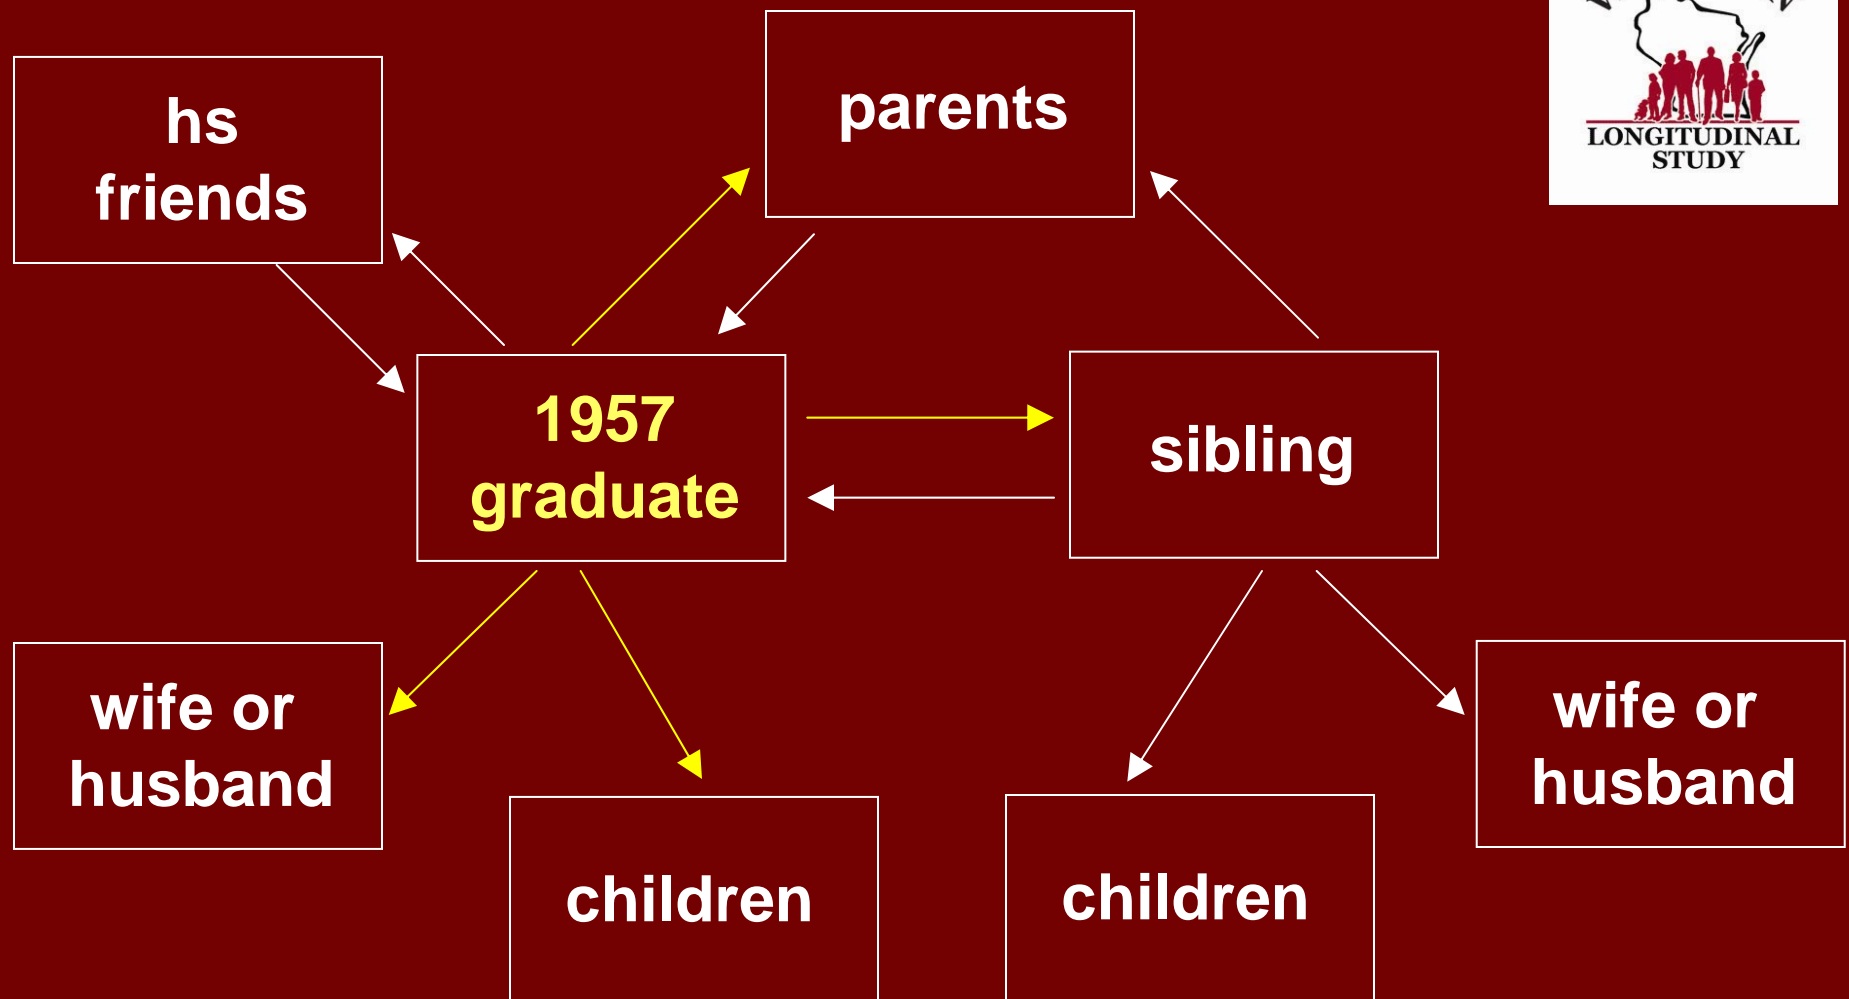 parents
hs
friends
LONGITUDINAL
STUDY
1957
graduate
sibling
wife or
husband
wife or
husband
children
children